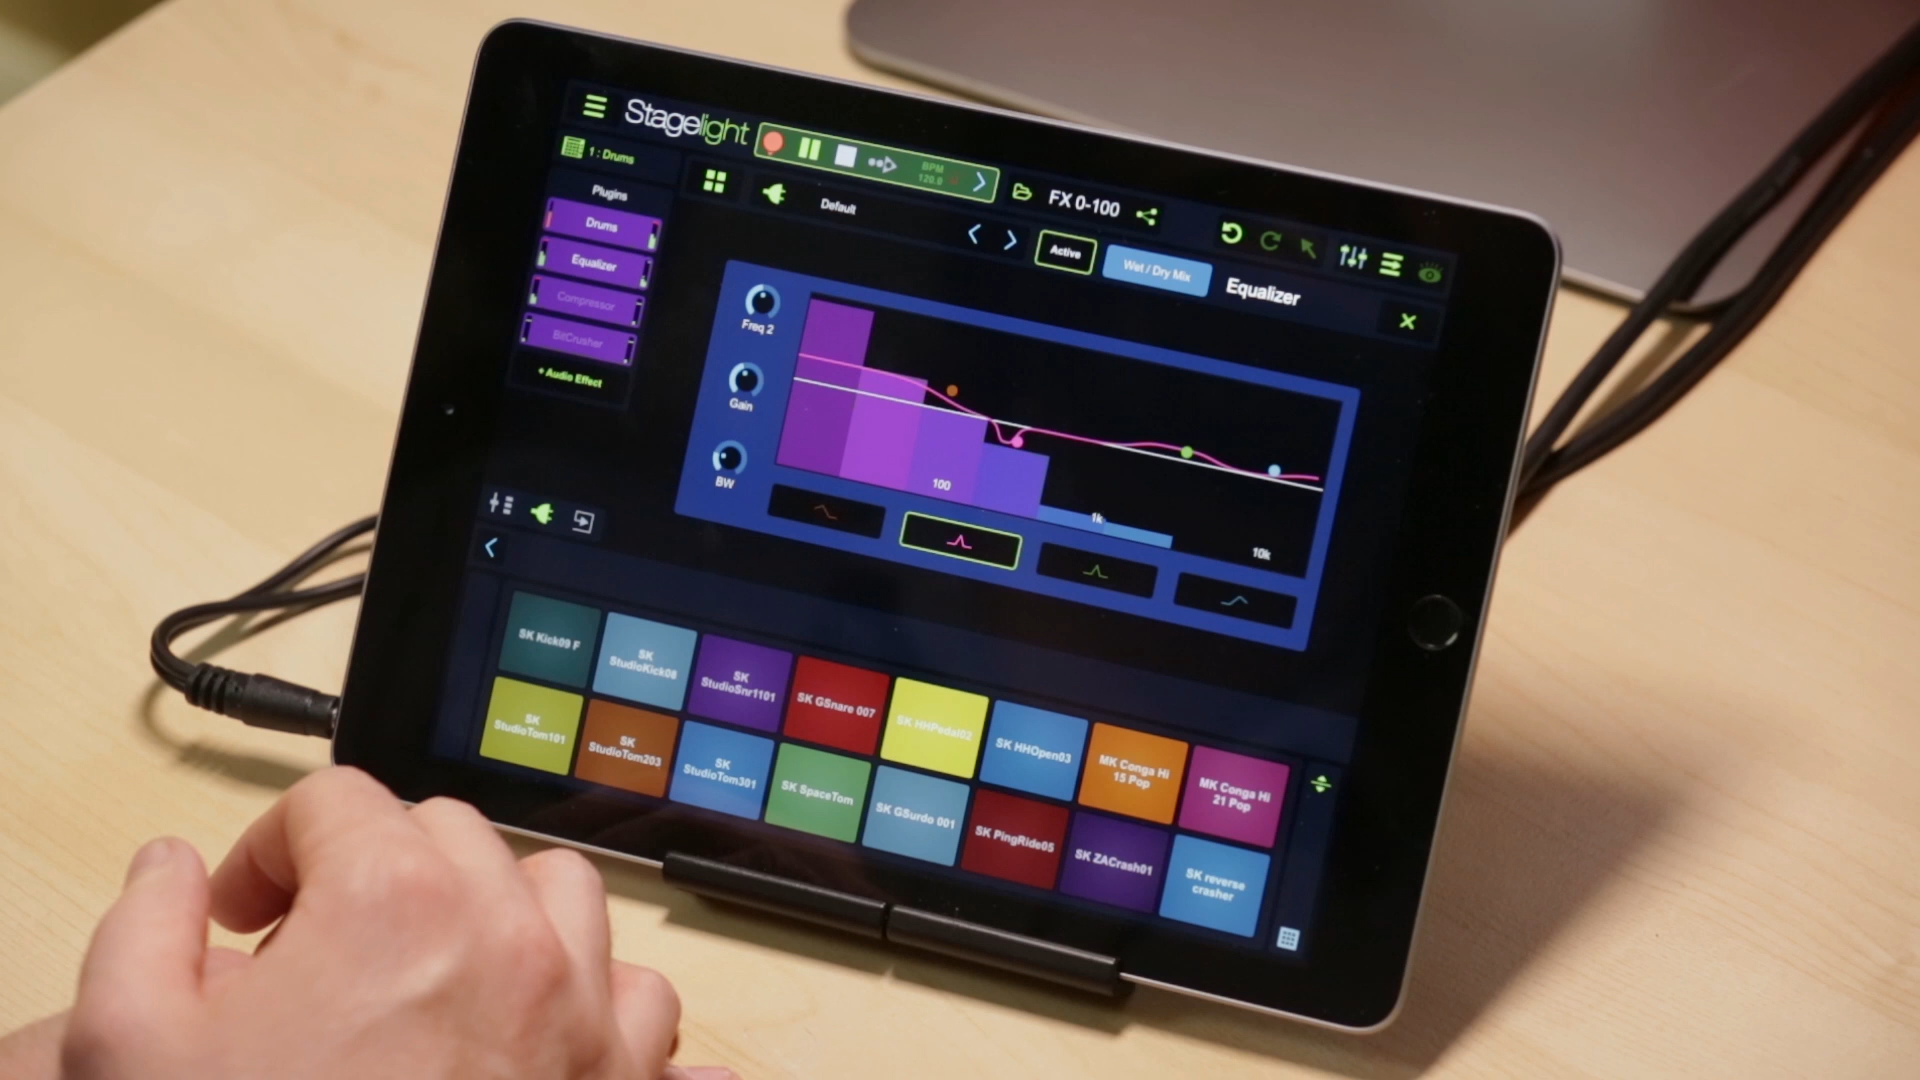 Stagelight
BPM
120.0
FX 0-100
1 : Drums
Plugins
Drums
Equalizer
Compressor
BitCrusher
+ Audio Effect
Default
Active
Wet / Dry Mix
Equalizer
Freq 2
Gain
BW
100
1k
10k
SK Kick09 F
SK
StudioKick08
SK
StudioSnr1101
SK GSnare 007
SK HHPedal02
SK HHOpen03
MK Conga Hi
15 Pop
MK Conga Hi
21 Pop
SK
StudioTom101
SK
StudioTom203
SK
StudioTom301
SK SpaceTom
SK GSurdo 001
SK PingRide05
SK ZACrash01
SK reverse
crasher